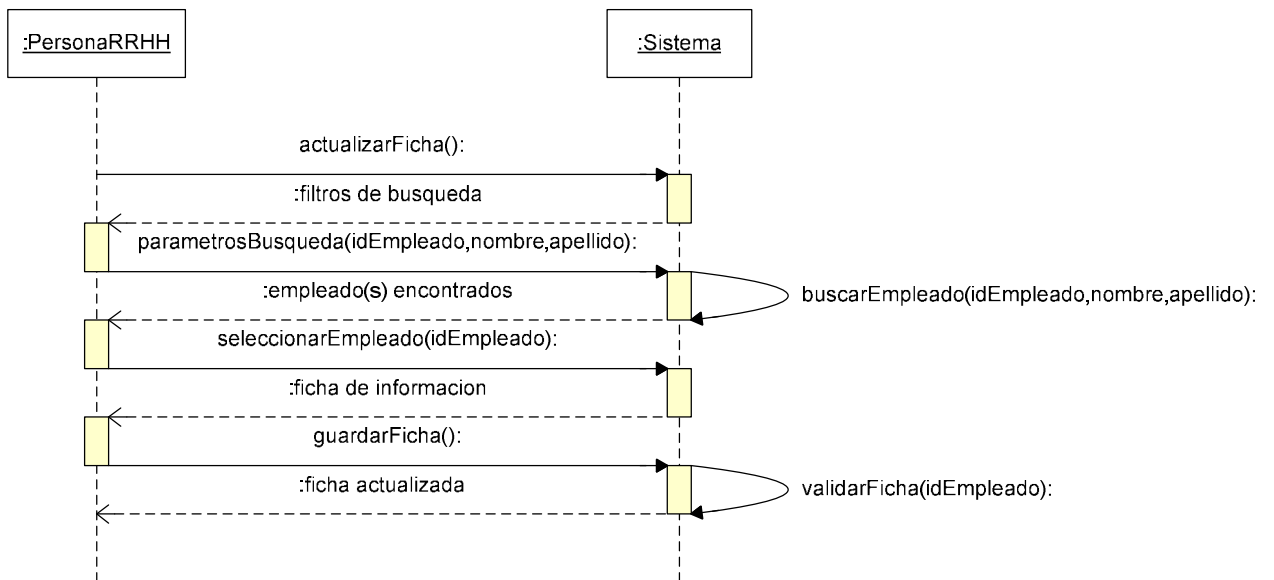 :PersonaRRHH
:Sistema
actualizarFicha():
:filtros de busqueda
parametrosBusqueda(idEmpleado,nombre,apellido):
:empleado(s) encontrados
buscarEmpleado(idEmpleado,nombre,apellido):
seleccionarEmpleado(idEmpleado):
:ficha de informacion
guardarFicha():
:ficha actualizada
validarFicha(idEmpleado):